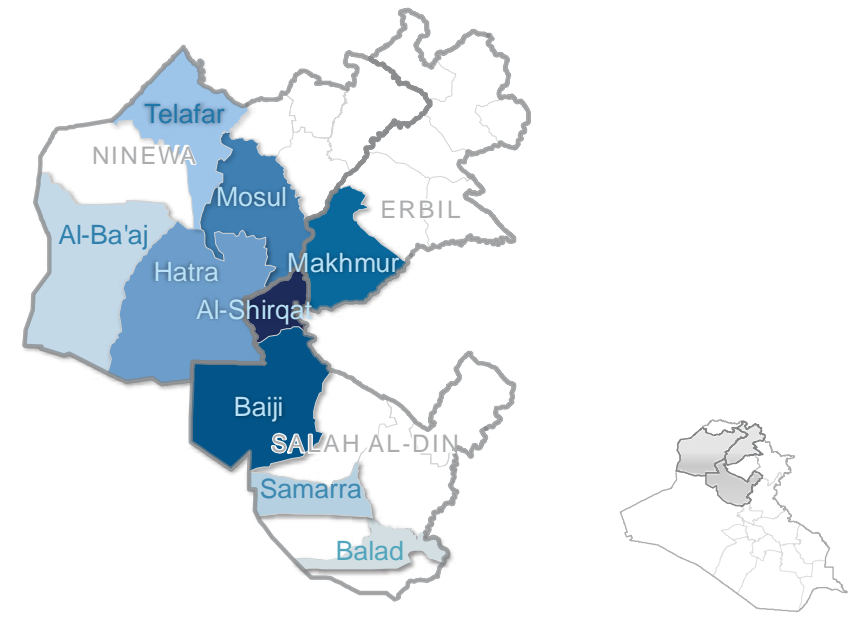 Telafar
NINEWA
Mosul
ERBIL
Al-Ba'aj
Hatra
Makhmur
Al-Shirqat
Baiji
SALAH AL-DIN
Samarra
Balad